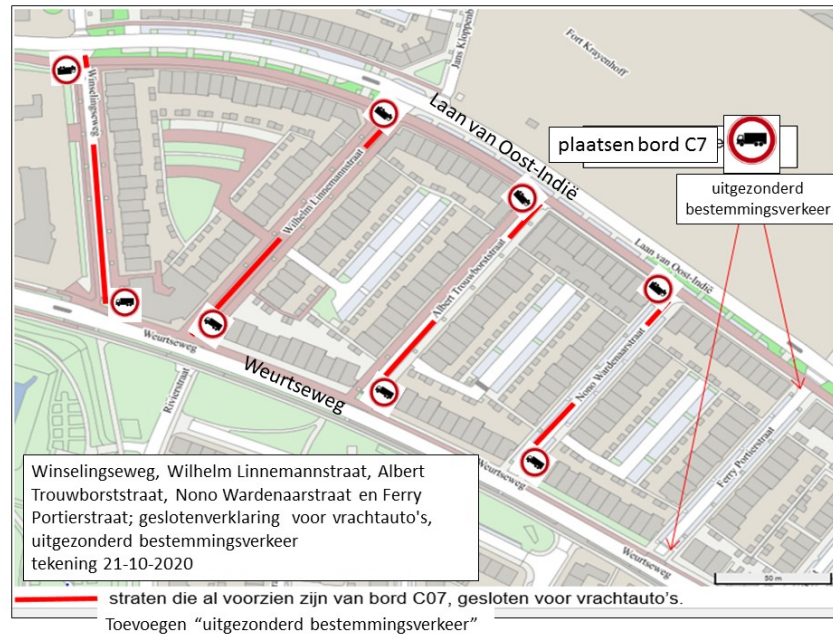 Laan van Oost-Indië
Fort Krayenhoff
Jans Kloppenb
Winselingseweg
plaatsen bord C7
e
uitgezonderd
bestemmingsverkeer
Wilhelm Linnemannstraat
Laan van Oost-Indië
Albert Trouwborststraat
Nono Wardenaarstraat
Weurtseweg
Weurtseweg
Rivierstraat
Ferry Portierstraat
Weurtseweg
Weurtseweg
Winselingseweg, Wilhelm Linnemannstraat, Albert
Trouwborststraat, Nono Wardenaarstraat en Ferry
Portierstraat; geslotenverklaring voor vrachtauto's,
uitgezonderd bestemmingsverkeer
tekening 21-10-2020
50 m
straten die al voorzien zijn van bord C07, gesloten voor vrachtauto's.
Toevoegen "uitgezonderd bestemmingsverkeer"